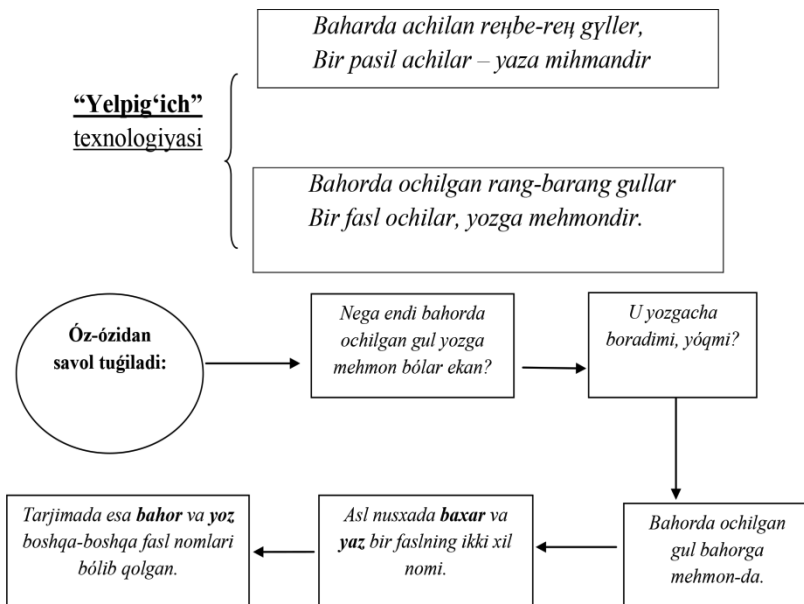 “Yelpig‘ich”
texnologiyasi
Baharda achilan reңbe-reң gүller,
Bir pasil achilar – yaza mihmandir
Bahorda ochilgan rang-barang gullar
Bir fasl ochilar, yozga mehmondir.
Óz-ózidan
savol tuǵiladi:
Nega endi bahorda
ochilgan gul yozga
mehmon bólar ekan?
U yozgacha
boradimi, yóqmi?
Bahorda ochilgan
gul bahorga
mehmon-da.
Asl nusxada baxar va
yaz bir faslning ikki xil
nomi.
Tarjimada esa bahor va yoz
boshqa-boshqa fasl nomlari
bólib qolgan.